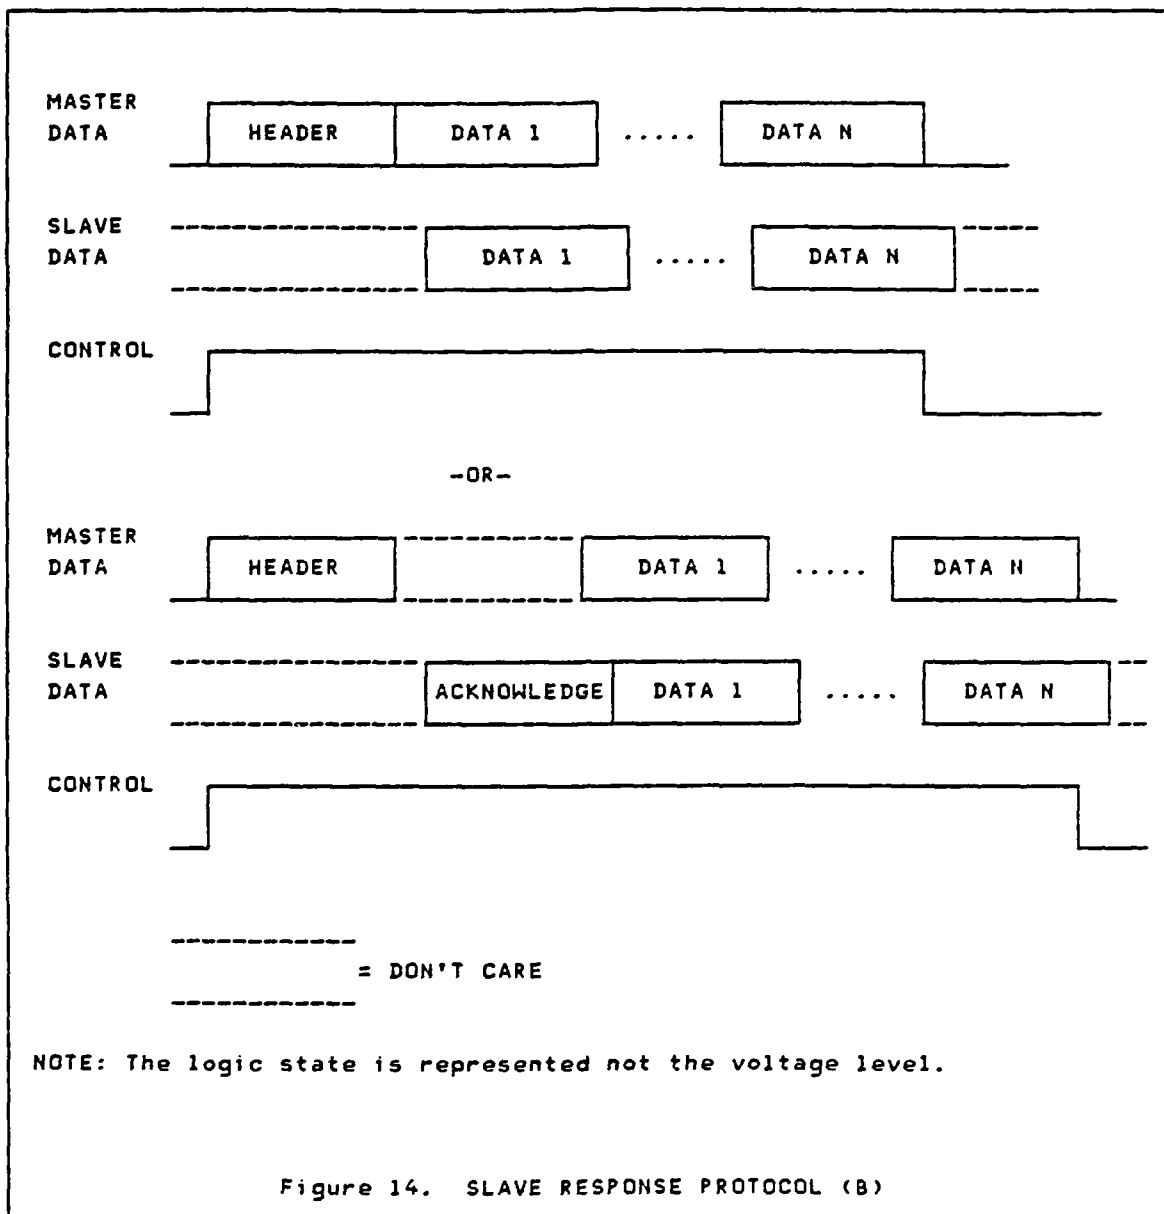 MASTER
DATA HEADER DATA 1 ..... DATA N
SLAVE
DATA DATA 1 ..... DATA N
CONTROL
-OR-
MASTER
DATA HEADER DATA 1 ..... DATA N
SLAVE
DATA ACKNOWLEDGE DATA 1 ..... DATA N
CONTROL
= DON'T CARE
NOTE: The logic state is represented not the voltage level.
Figure 14. SLAVE RESPONSE PROTOCOL (B)